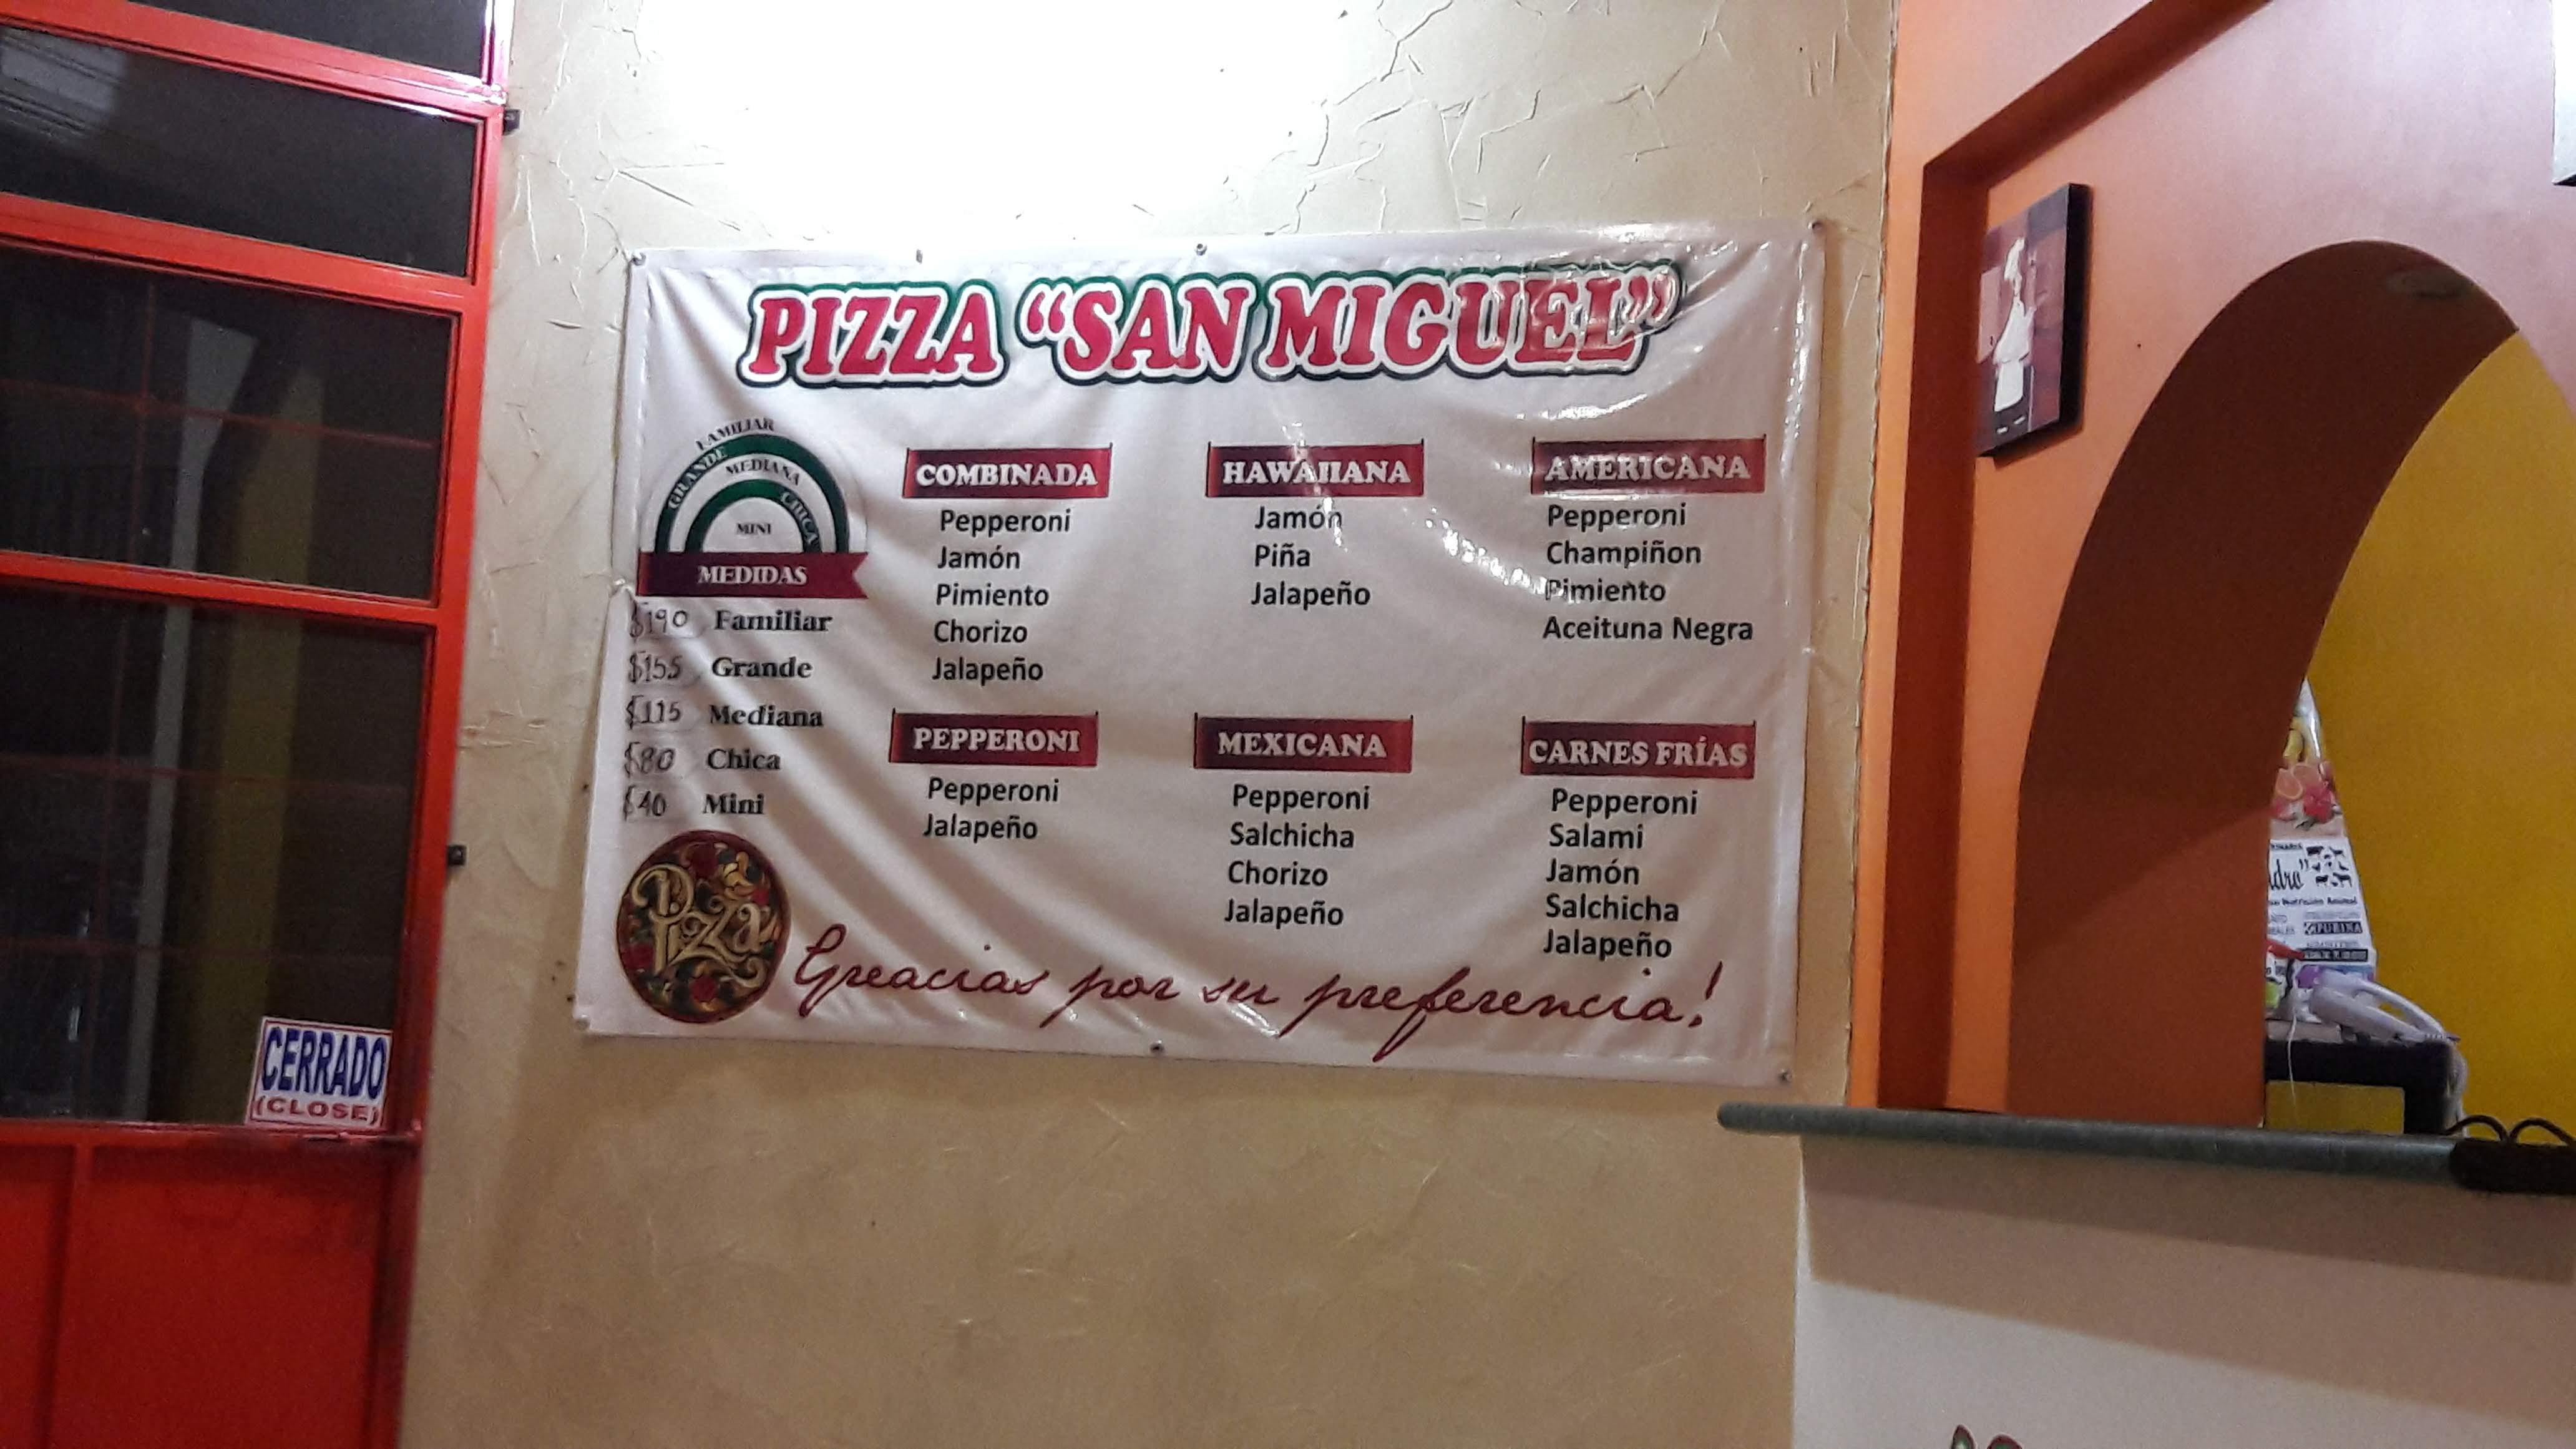 PIZZA “SAN MIGUEL”
FAMILIAR
GRANDE
MEDIANA
CHICA
MINI
MEDIDAS
$190 Familiar
$155 Grande
$115 Mediana
$80 Chica
$40 Mini
COMBINADA
Pepperoni
Jamón
Pimiento
Chorizo
Jalapeño
HAWAIIANA
Jamón
Piña
Jalapeño
AMERICANA
Pepperoni
Champiñon
Pimiento
Aceituna Negra
PEPPERONI
Pepperoni
Jalapeño
MEXICANA
Pepperoni
Salchicha
Chorizo
Jalapeño
CARNES FRÍAS
Pepperoni
Salami
Jamón
Salchicha
Jalapeño
Pizza
Greacias por su preferencia!
CERRADO
(CLOSE)
PURINA